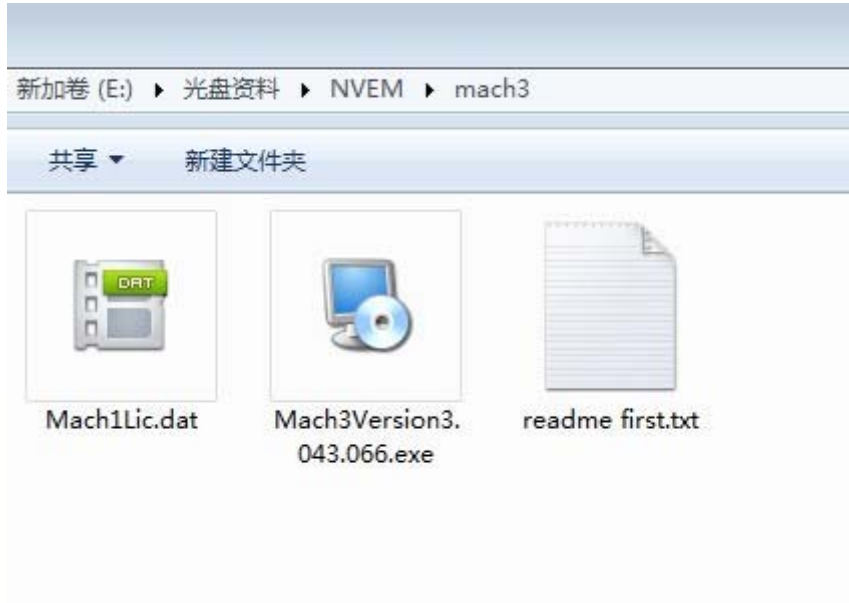 新加卷 (E:) ▸ 光盘资料 ▸ NVEM ▸ mach3
共享 ▾ 新建文件夹
DAT
Mach1Lic.dat
Mach3Version3.
043.066.exe
readme first.txt